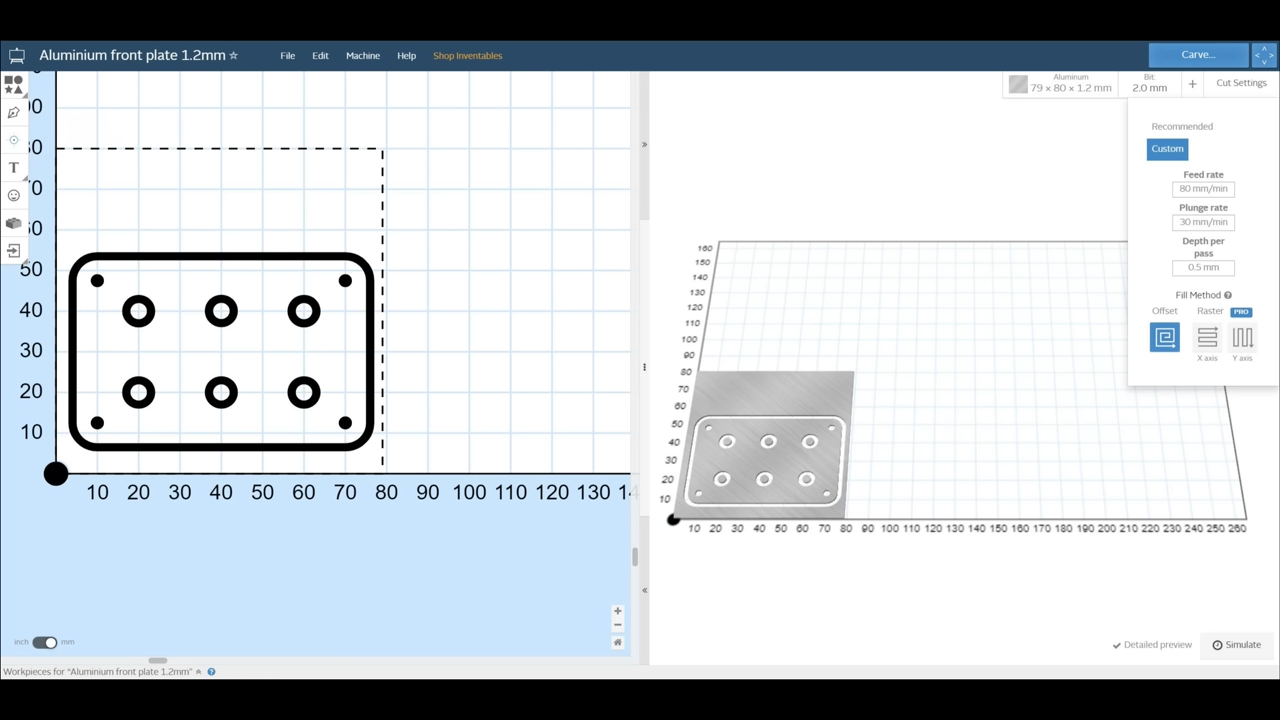 Aluminium front plate 1.2mm ☆
File Edit Machine Help Shop Inventables
Carve...
Aluminum
79 × 80 × 1.2 mm
Bit:
2.0 mm
+
Cut Settings
Recommended
Custom
Feed rate
80 mm/min
Plunge rate
30 mm/min
Depth per
pass
0.5 mm
Fill Method ?
Offset Raster PRO
X axis Y axis
T
50
40
30
20
10
10 20 30 40 50 60 70 80 90 100 110 120 130
160
150
140
130
120
110
100
90
80
70
60
50
40
30
20
10
10 20 30 40 50 60 70 80 90 100 110 120 130 140 150 160 170 180 190 200 210 220 230 240 250 260
inch mm
Detailed preview
Simulate
Workpieces for “Aluminium front plate 1.2mm” ?